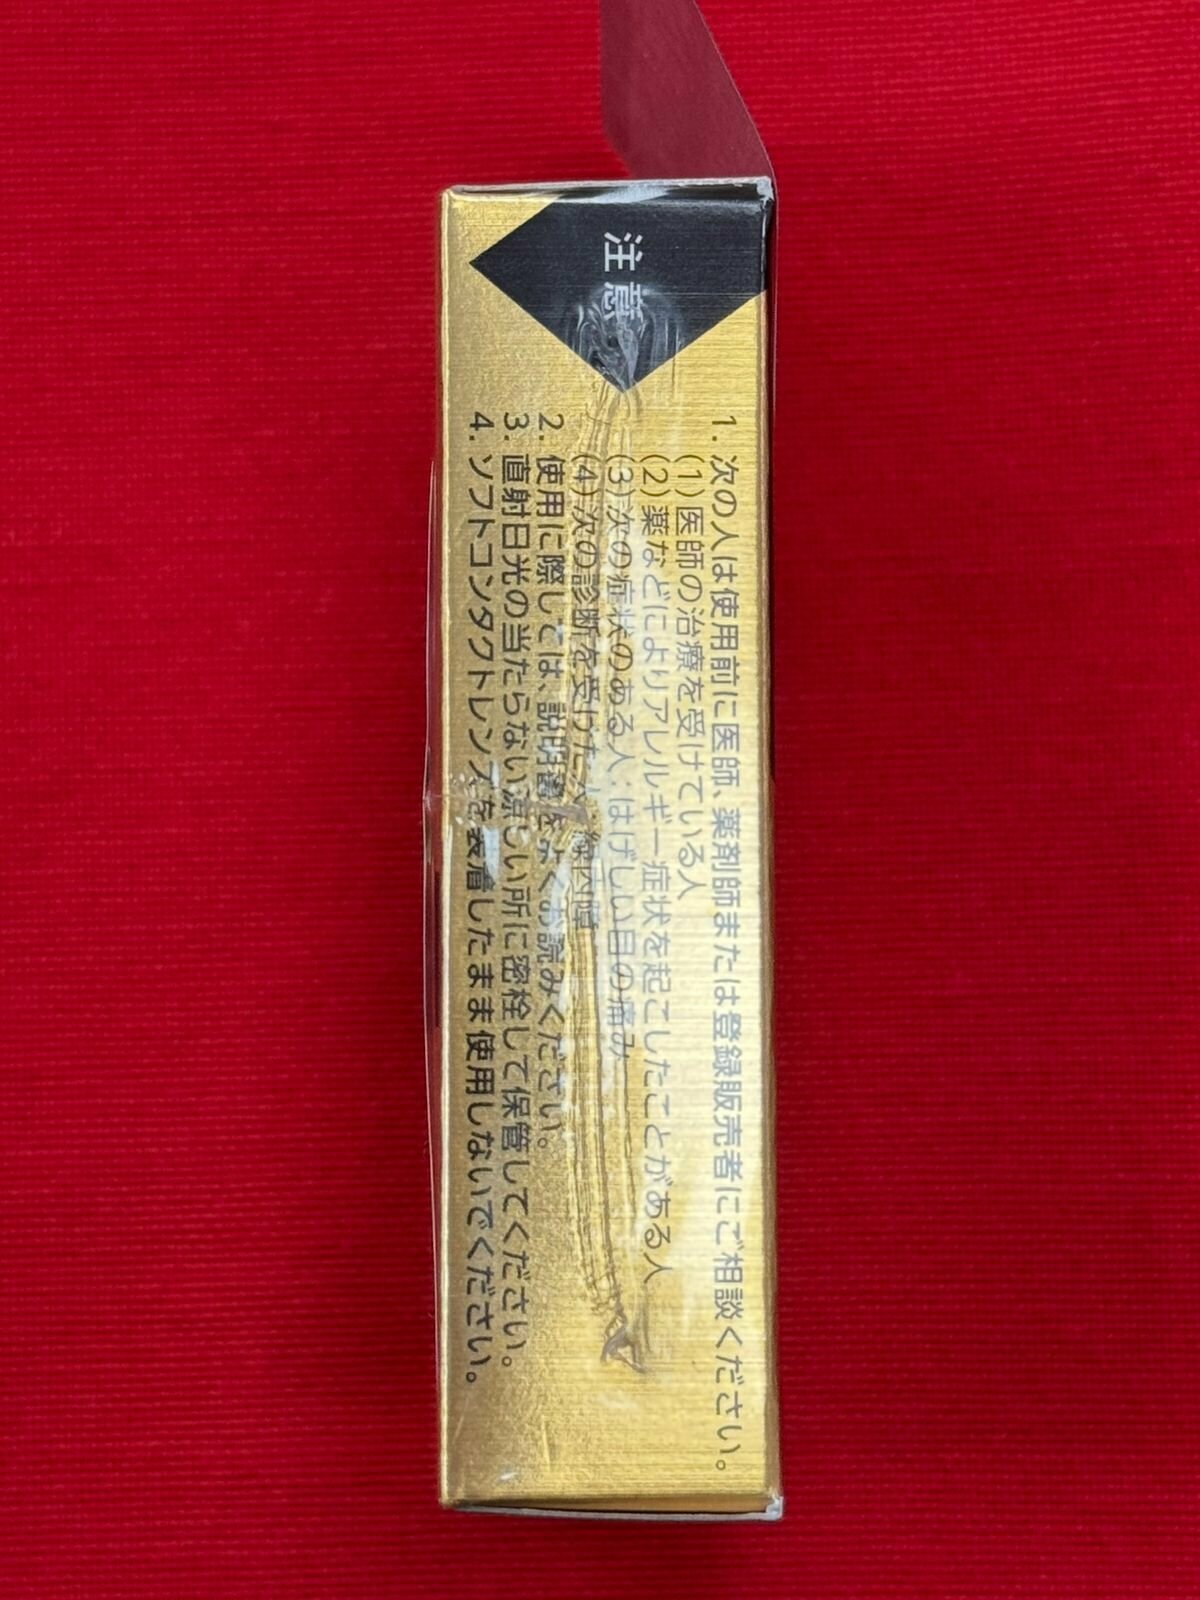 注意
1. 次の人は使用前に医師、薬剤師または登録販売者にご相談ください。
(1)医師の治療を受けている人
(2)薬などによりアレルギー症状を起こしたことがある人
(3)次の症状のある人:はげしい目の痛み
(4)次の診断を受けた人:緑内障
2. 使用に際しては、説明書をよくお読みください。
3. 直射日光の当たらない涼しい所に密栓して保管してください。
4. ソフトコンタクトレンズを装着したまま使用しないでください。